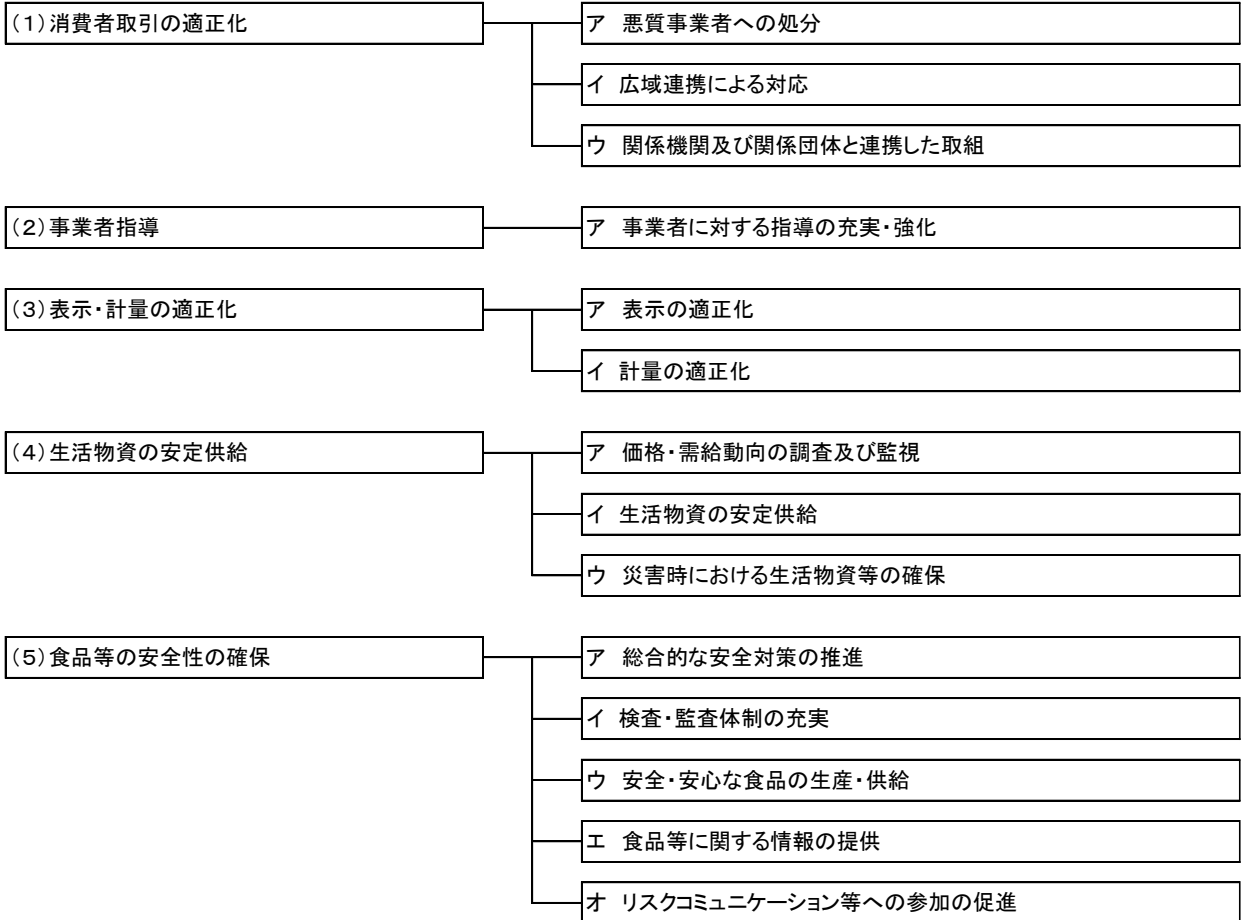 (1)消費者取引の適正化
ア 悪質事業者への処分
イ 広域連携による対応
ウ 関係機関及び関係団体と連携した取組
(2)事業者指導
ア 事業者に対する指導の充実・強化
(3)表示・計量の適正化
ア 表示の適正化
イ 計量の適正化
(4)生活物資の安定供給
ア 価格・需給動向の調査及び監視
イ 生活物資の安定供給
ウ 災害時における生活物資等の確保
(5)食品等の安全性の確保
ア 総合的な安全対策の推進
イ 検査・監査体制の充実
ウ 安全・安心な食品の生産・供給
エ 食品等に関する情報の提供
オ リスクコミュニケーション等への参加の促進